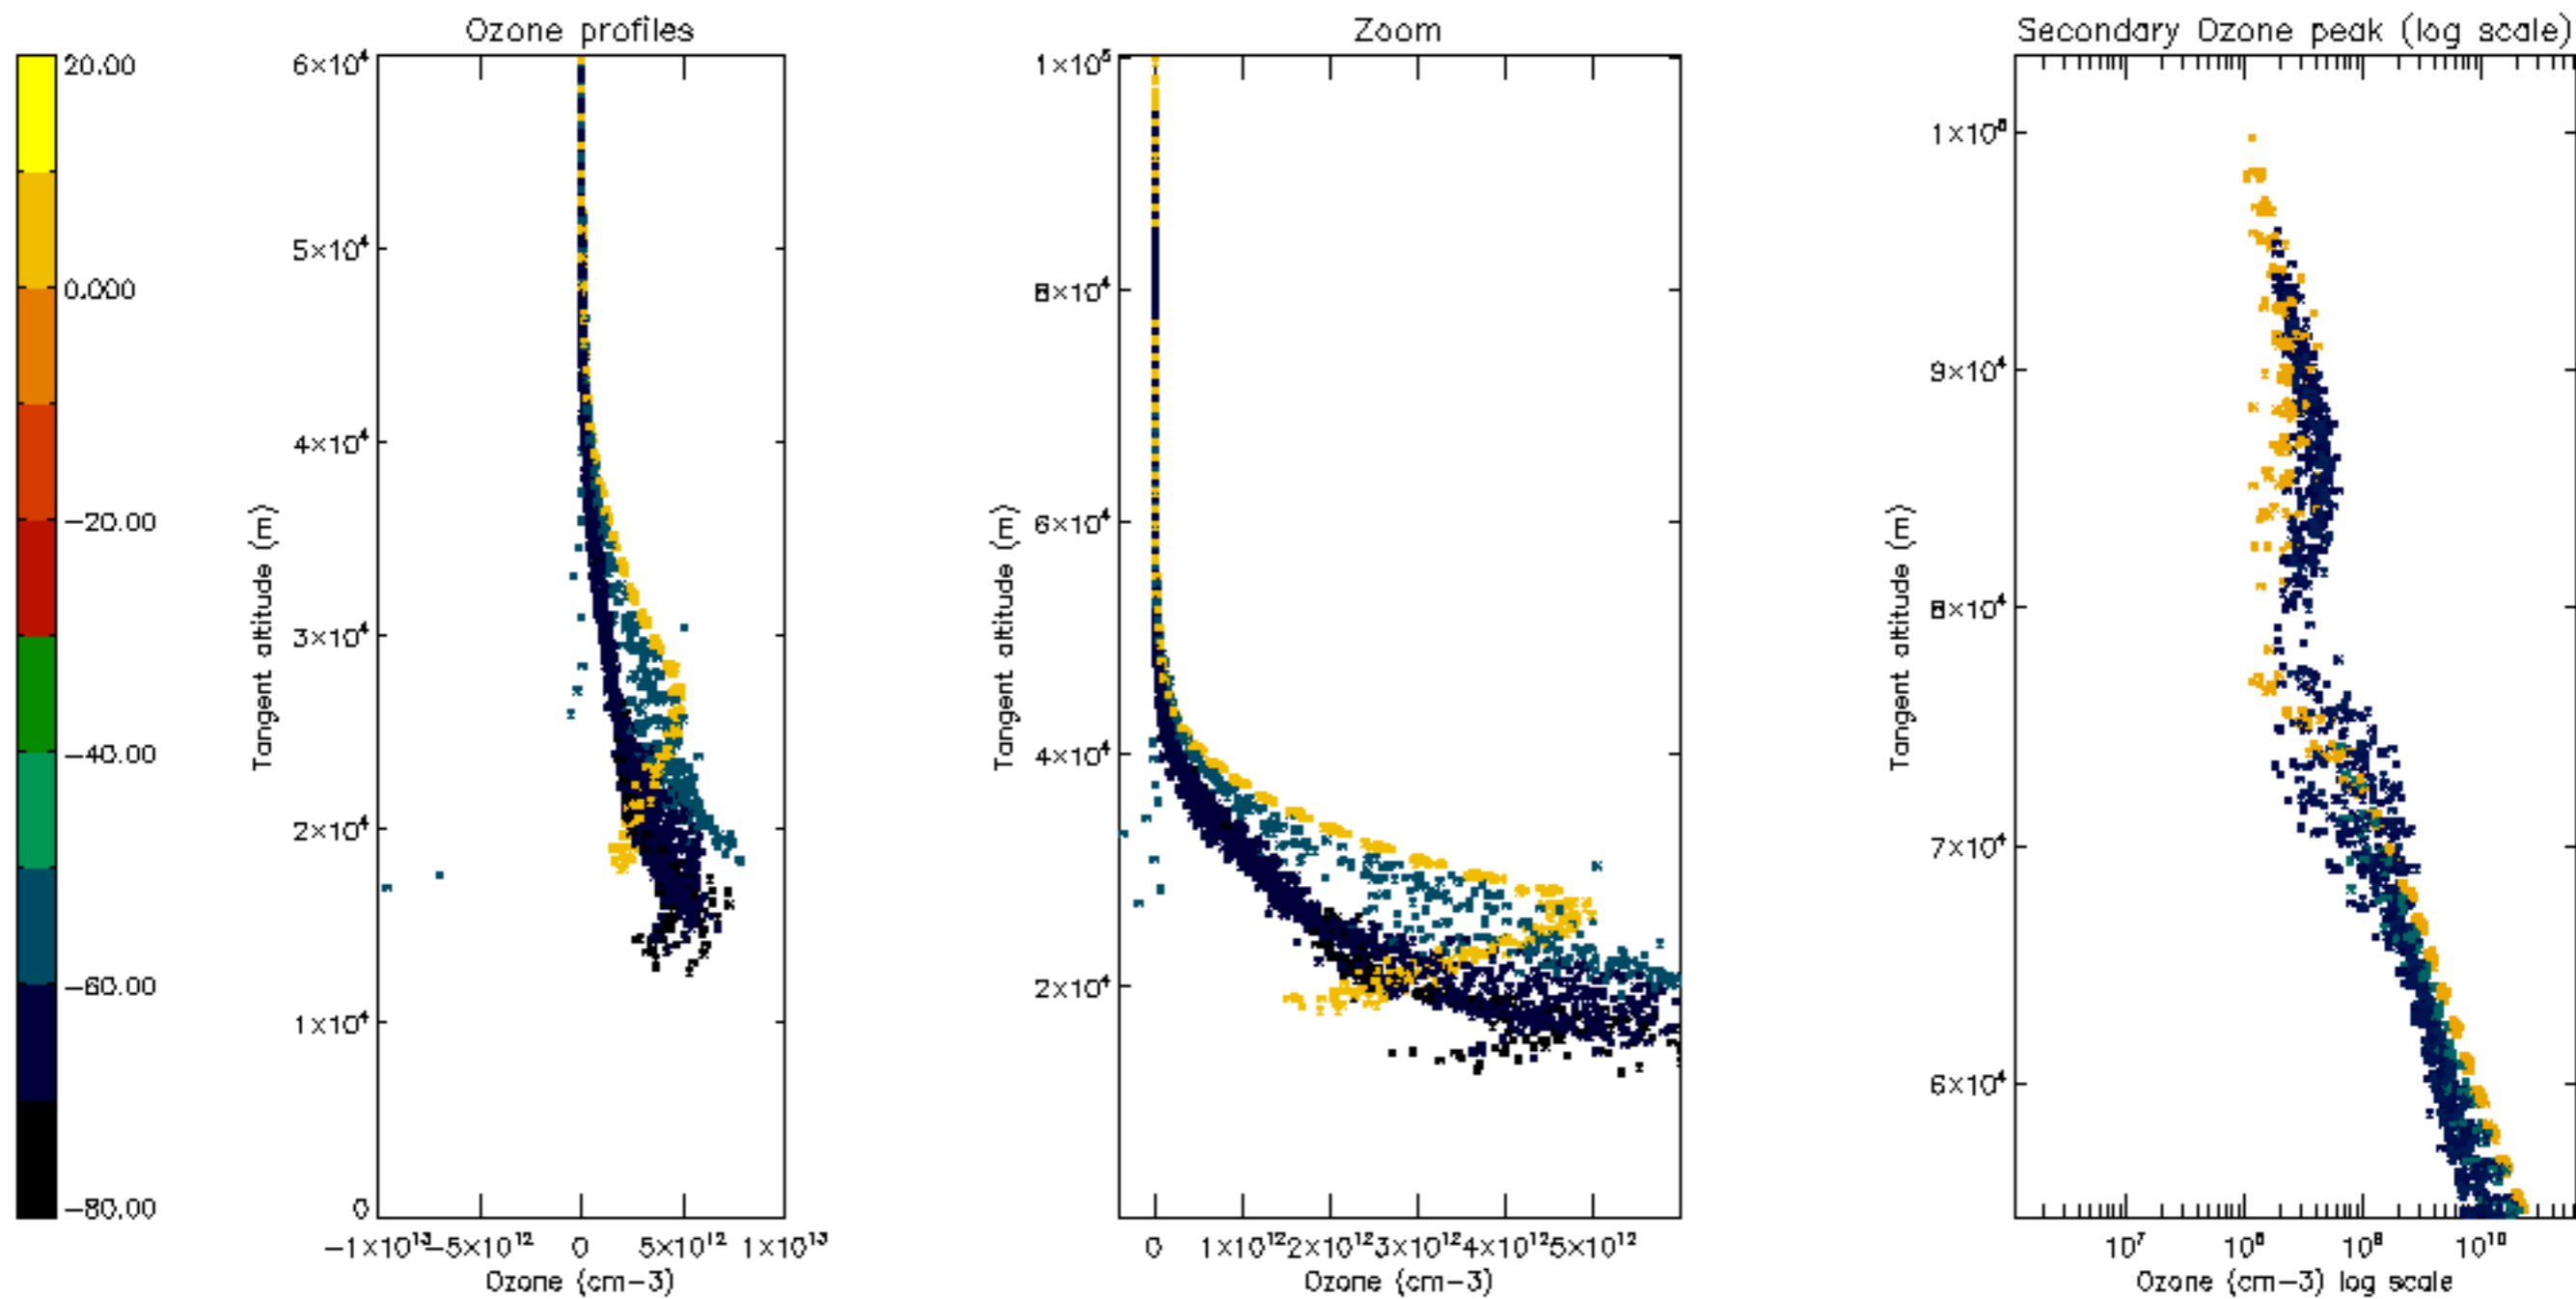 Ozone profiles
Zoom
Secondary Ozone peak (log scale)
20.00
0.000
−20.00
−40.00
−60.00
−80.00
Tangent altitude (m)
6×10⁴
5×10⁴
4×10⁴
3×10⁴
2×10⁴
1×10⁴
0
−1×10¹³ −5×10¹² 0 5×10¹² 1×10¹³
Ozone (cm−3)
Tangent altitude (m)
1×10⁵
8×10⁴
6×10⁴
4×10⁴
2×10⁴
0 1×10¹² 2×10¹² 3×10¹² 4×10¹² 5×10¹²
Ozone (cm−3)
Tangent altitude (m)
1×10⁵
9×10⁴
8×10⁴
7×10⁴
6×10⁴
10⁷ 10⁸ 10⁹ 10¹⁰
Ozone (cm−3) log scale